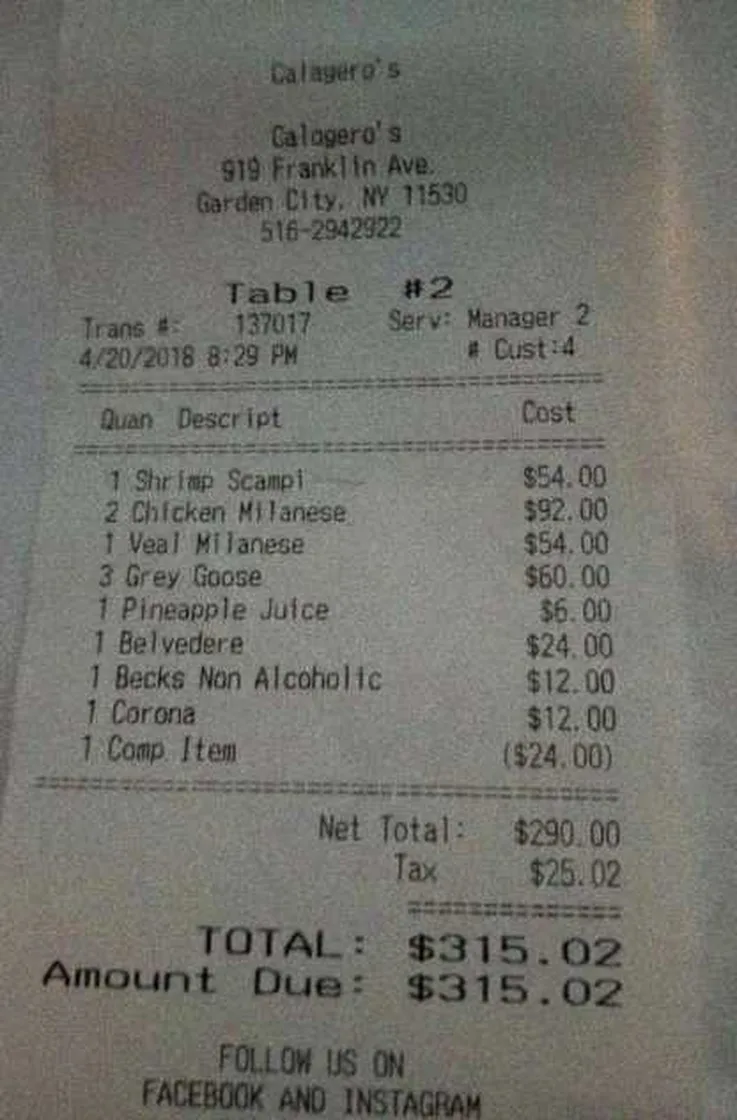 Calagero's
Calogero's
919 Franklin Ave.
Garden City, NY 11530
516-2942922
Table #2
Trans #: 137017 Serv: Manager 2
4/20/2018 8:29 PM # Cust:4
Quan Descript Cost
1 Shrimp Scampi $54.00
2 Chicken Milanese $92.00
1 Veal Milanese $54.00
3 Grey Goose $60.00
1 Pineapple Juice $6.00
1 Belvedere $24.00
1 Becks Non Alcoholic $12.00
1 Corona $12.00
1 Comp Item ($24.00)
Net Total: $290.00
Tax $25.02
TOTAL: $315.02
Amount Due: $315.02
FOLLOW US ON
FACEBOOK AND INSTAGRAM